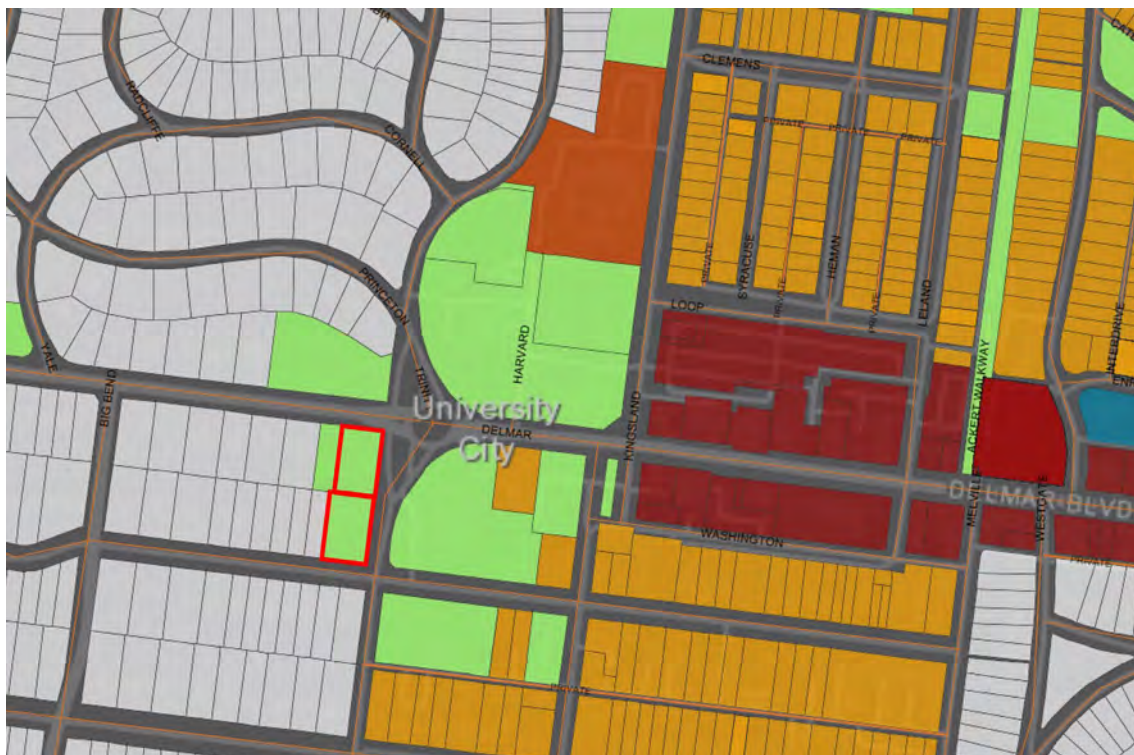 CLEMENS
RADCLIFFE
CORNELL
PRIVATE
PRIVATE
PRIVATE
PRIVATE
SYRACUSE
PRIVATE
HEMAN
PRIVATE
LELAND
LOOP
PRINCETON
HARVARD
INTERDRIVE
YALE
BIG BEND
TRINI
University
City
DELMAR
KINGSLAND
ACKERT WALKWAY
MELVILLE
WESTGATE
DELMAR BLVD
WASHINGTON
PRIVATE
PRIVATE